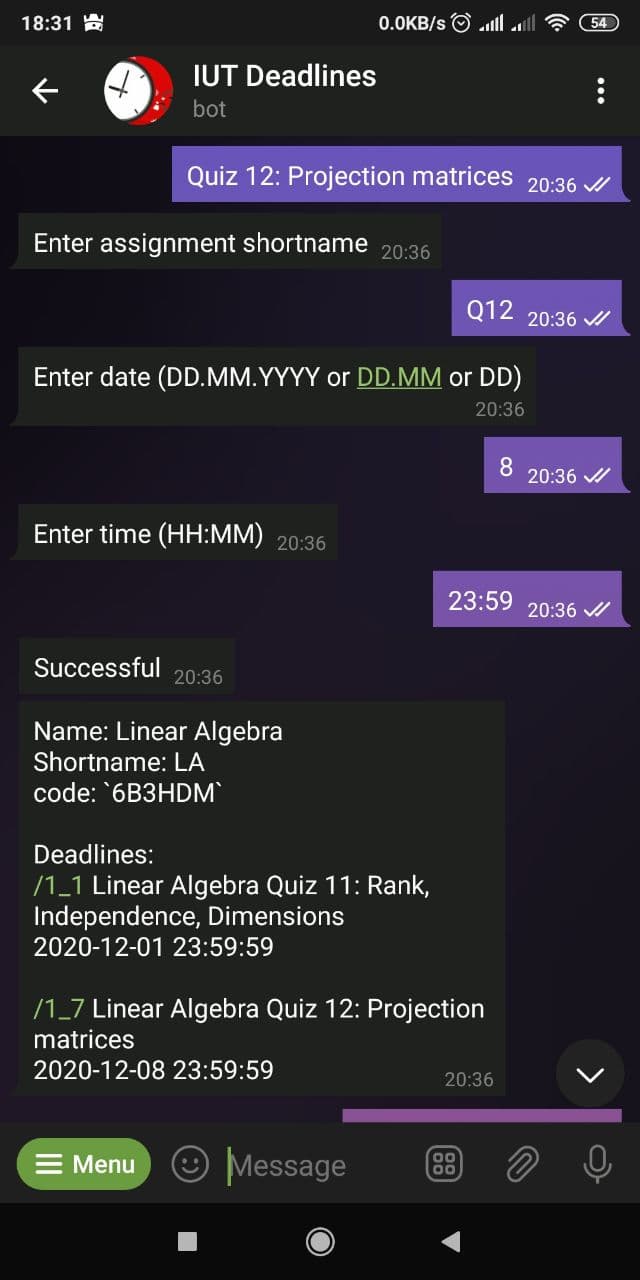 18:31
0.0KB/s
54
IUT Deadlines
bot
Quiz 12: Projection matrices 20:36
Enter assignment shortname 20:36
Q12 20:36
Enter date (DD.MM.YYYY or DD.MM or DD)
20:36
8 20:36
Enter time (HH:MM) 20:36
23:59 20:36
Successful 20:36
Name: Linear Algebra
Shortname: LA
code: `6B3HDM`
Deadlines:
/1_1 Linear Algebra Quiz 11: Rank,
Independence, Dimensions
2020-12-01 23:59:59
/1_7 Linear Algebra Quiz 12: Projection
matrices
2020-12-08 23:59:59
20:36
Menu
Message